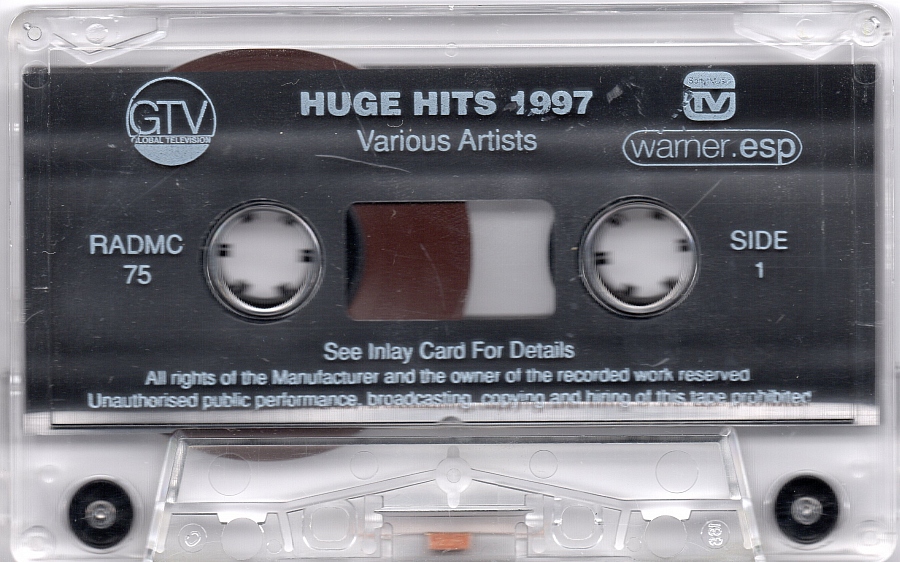 GTV
GLOBAL TELEVISION
HUGE HITS 1997
Various Artists
Sony Music
TV
warner.esp
RADMC
75
SIDE
1
See Inlay Card For Details
All rights of the Manufacturer and the owner of the recorded work reserved
Unauthorised public performance, broadcasting, copying and hiring of this tape prohibited